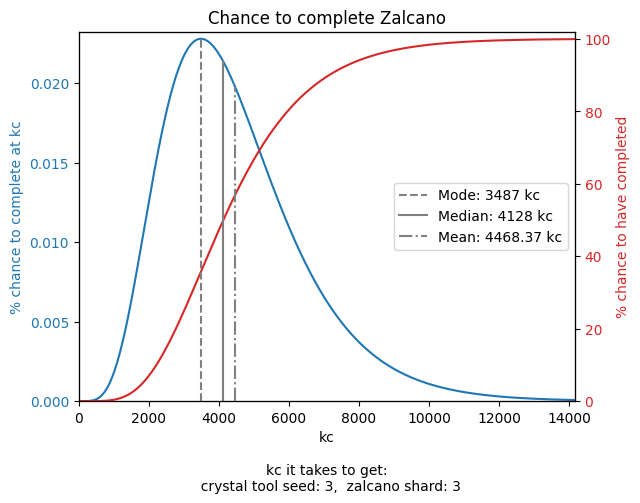 Chance to complete Zalcano
% chance to complete at kc
0.020
0.015
0.010
0.005
0.000
100
80
60
40
20
0
% chance to have completed
Mode: 3487 kc
Median: 4128 kc
Mean: 4468.37 kc
0 2000 4000 6000 8000 10000 12000 14000
kc
kc it takes to get:
crystal tool seed: 3, zalcano shard: 3